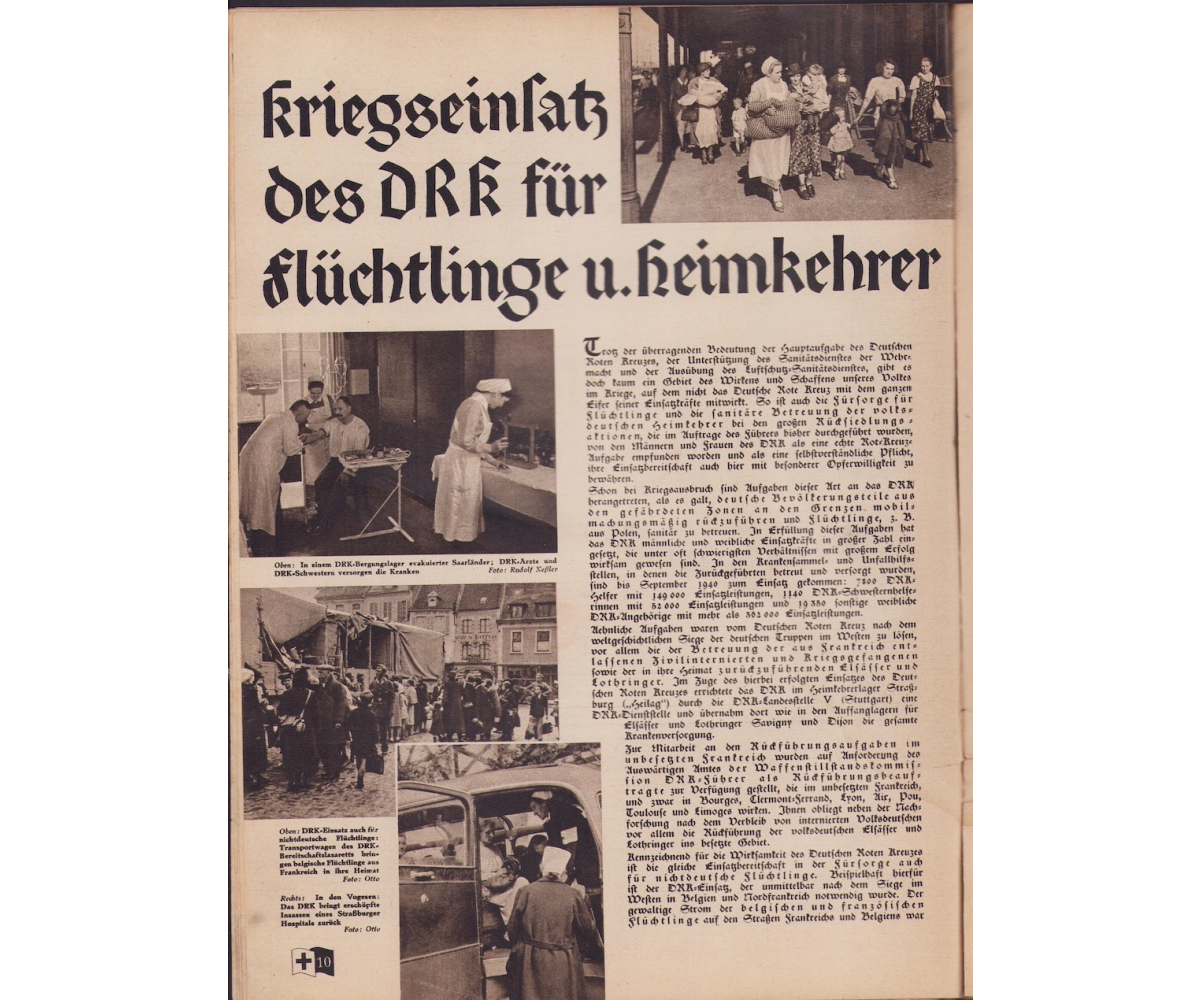 Kriegseinsatz
des DRK für
Flüchtlinge u. Heimkehrer
Trotz der überragenden Bedeutung der Hauptaufgabe des Deutschen
Roten Kreuzes, der Unterstützung des Sanitätsdienstes der Wehr-
macht und der Ausübung des Luftschutz-Sanitätsdienstes, gibt es
doch kaum ein Gebiet des Wirkens und Schaffens unseres Volkes
im Kriege, auf dem nicht das Deutsche Rote Kreuz mit dem ganzen
Eifer seiner Einsatzkräfte mitwirkt. So ist auch die Fürsorge für
Flüchtlinge und die sanitäre Betreuung der volks-
deutschen Heimkehrer bei den großen Rücksiedlungs-
aktionen, die im Auftrage des Führers bisher durchgeführt wurden,
von den Männern und Frauen des DRK als eine echte Rot-Kreuz-
Aufgabe empfunden worden und als eine selbstverständliche Pflicht,
ihre Einsatzbereitschaft auch hier mit besonderer Opferwilligkeit zu
bewähren.
Schon bei Kriegsausbruch sind Aufgaben dieser Art an das DRK
herangetreten, als es galt, deutsche Bevölkerungsteile aus
den gefährdeten Zonen an den Grenzen mobil-
machungsmäßig rückzuführen und Flüchtlinge, z. B.
aus Polen, sanitär zu betreuen. In Erfüllung dieser Aufgaben hat
das DRK männliche und weibliche Einsatzkräfte in großer Zahl ein-
gesetzt, die unter oft schwierigsten Verhältnissen mit großem Erfolg
wirksam gewesen sind. In den Krankensammel- und Unfallhilfs-
stellen, in denen die Zurückgeführten betreut und versorgt wurden,
sind bis September 1940 zum Einsatz gekommen: 7800 DRK-
Helfer mit 149000 Einsatzleistungen, 1140 DRK-Schwesternhelfe-
rinnen mit 52000 Einsatzleistungen und 19350 sonstige weibliche
DRK-Angehörige mit mehr als 362000 Einsatzleistungen.
Aehnliche Aufgaben waren vom Deutschen Roten Kreuz nach dem
weltgeschichtlichen Siege der deutschen Truppen im Westen zu lösen,
vor allem die der Betreuung der aus Frankreich ent-
lassenen Zivilinternierten und Kriegsgefangenen
sowie der in ihre Heimat zurückzuführenden Elsässer und
Lothringer. Im Zuge des hierbei erfolgten Einsatzes des Deut-
schen Roten Kreuzes errichtete das DRK im Heimkehrerlager Straß-
burg („Heilag“) durch die DRK-Landesstelle V (Stuttgart) eine
DRK-Dienststelle und übernahm dort wie in den Auffanglagern für
Elsässer und Lothringer Savigny und Dijon die gesamte
Krankenversorgung.
Zur Mitarbeit an den Rückführungsaufgaben im
unbesetzten Frankreich wurden auf Anforderung des
Auswärtigen Amtes der Waffenstillstandskommis-
sion DRK-Führer als Rückführungsbeauf-
tragte zur Verfügung gestellt, die im unbesetzten Frankreich,
und zwar in Bourges, Clermont-Ferrand, Lyon, Aix, Pau,
Toulouse und Limoges wirken. Ihnen obliegt neben der Nach-
forschung nach dem Verbleib von internierten Volksdeutschen
vor allem die Rückführung der volksdeutschen Elsässer und
Lothringer ins besetzte Gebiet.
Kennzeichnend für die Wirksamkeit des Deutschen Roten Kreuzes
ist die gleiche Einsatzbereitschaft in der Fürsorge auch
für nichtdeutsche Flüchtlinge. Beispielhaft hierfür
ist der DRK-Einsatz, der unmittelbar nach dem Siege im
Westen in Belgien und Nordfrankreich notwendig wurde. Der
gewaltige Strom der belgischen und französischen
Flüchtlinge auf den Straßen Frankreichs und Belgiens war
Oben: In einem DRK-Bergungslager evakuierter Saarländer; DRK-Ärzte und
DRK-Schwestern versorgen die Kranken Foto: Rudolf Keßler
Oben: DRK-Einsatz auch für
nichtdeutsche Flüchtlinge:
Transportwagen des DRK-
Bereitschaftslazaretts brin-
gen belgische Flüchtlinge aus
Frankreich in ihre Heimat
Foto: Otto
Rechts: In den Vogesen:
Das DRK bringt erschöpfte
Insassen eines Straßburger
Hospitals zurück
Foto: Otto
10